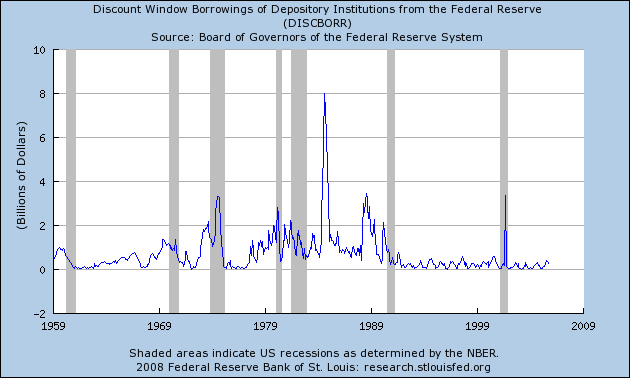 Discount Window Borrowings of Depository Institutions from the Federal Reserve
(DISCBORR)
Source: Board of Governors of the Federal Reserve System
(Billions of Dollars)
10
8
6
4
2
0
-2
1959 1969 1979 1989 1999 2009
Shaded areas indicate US recessions as determined by the NBER.
2008 Federal Reserve Bank of St. Louis: research.stlouisfed.org